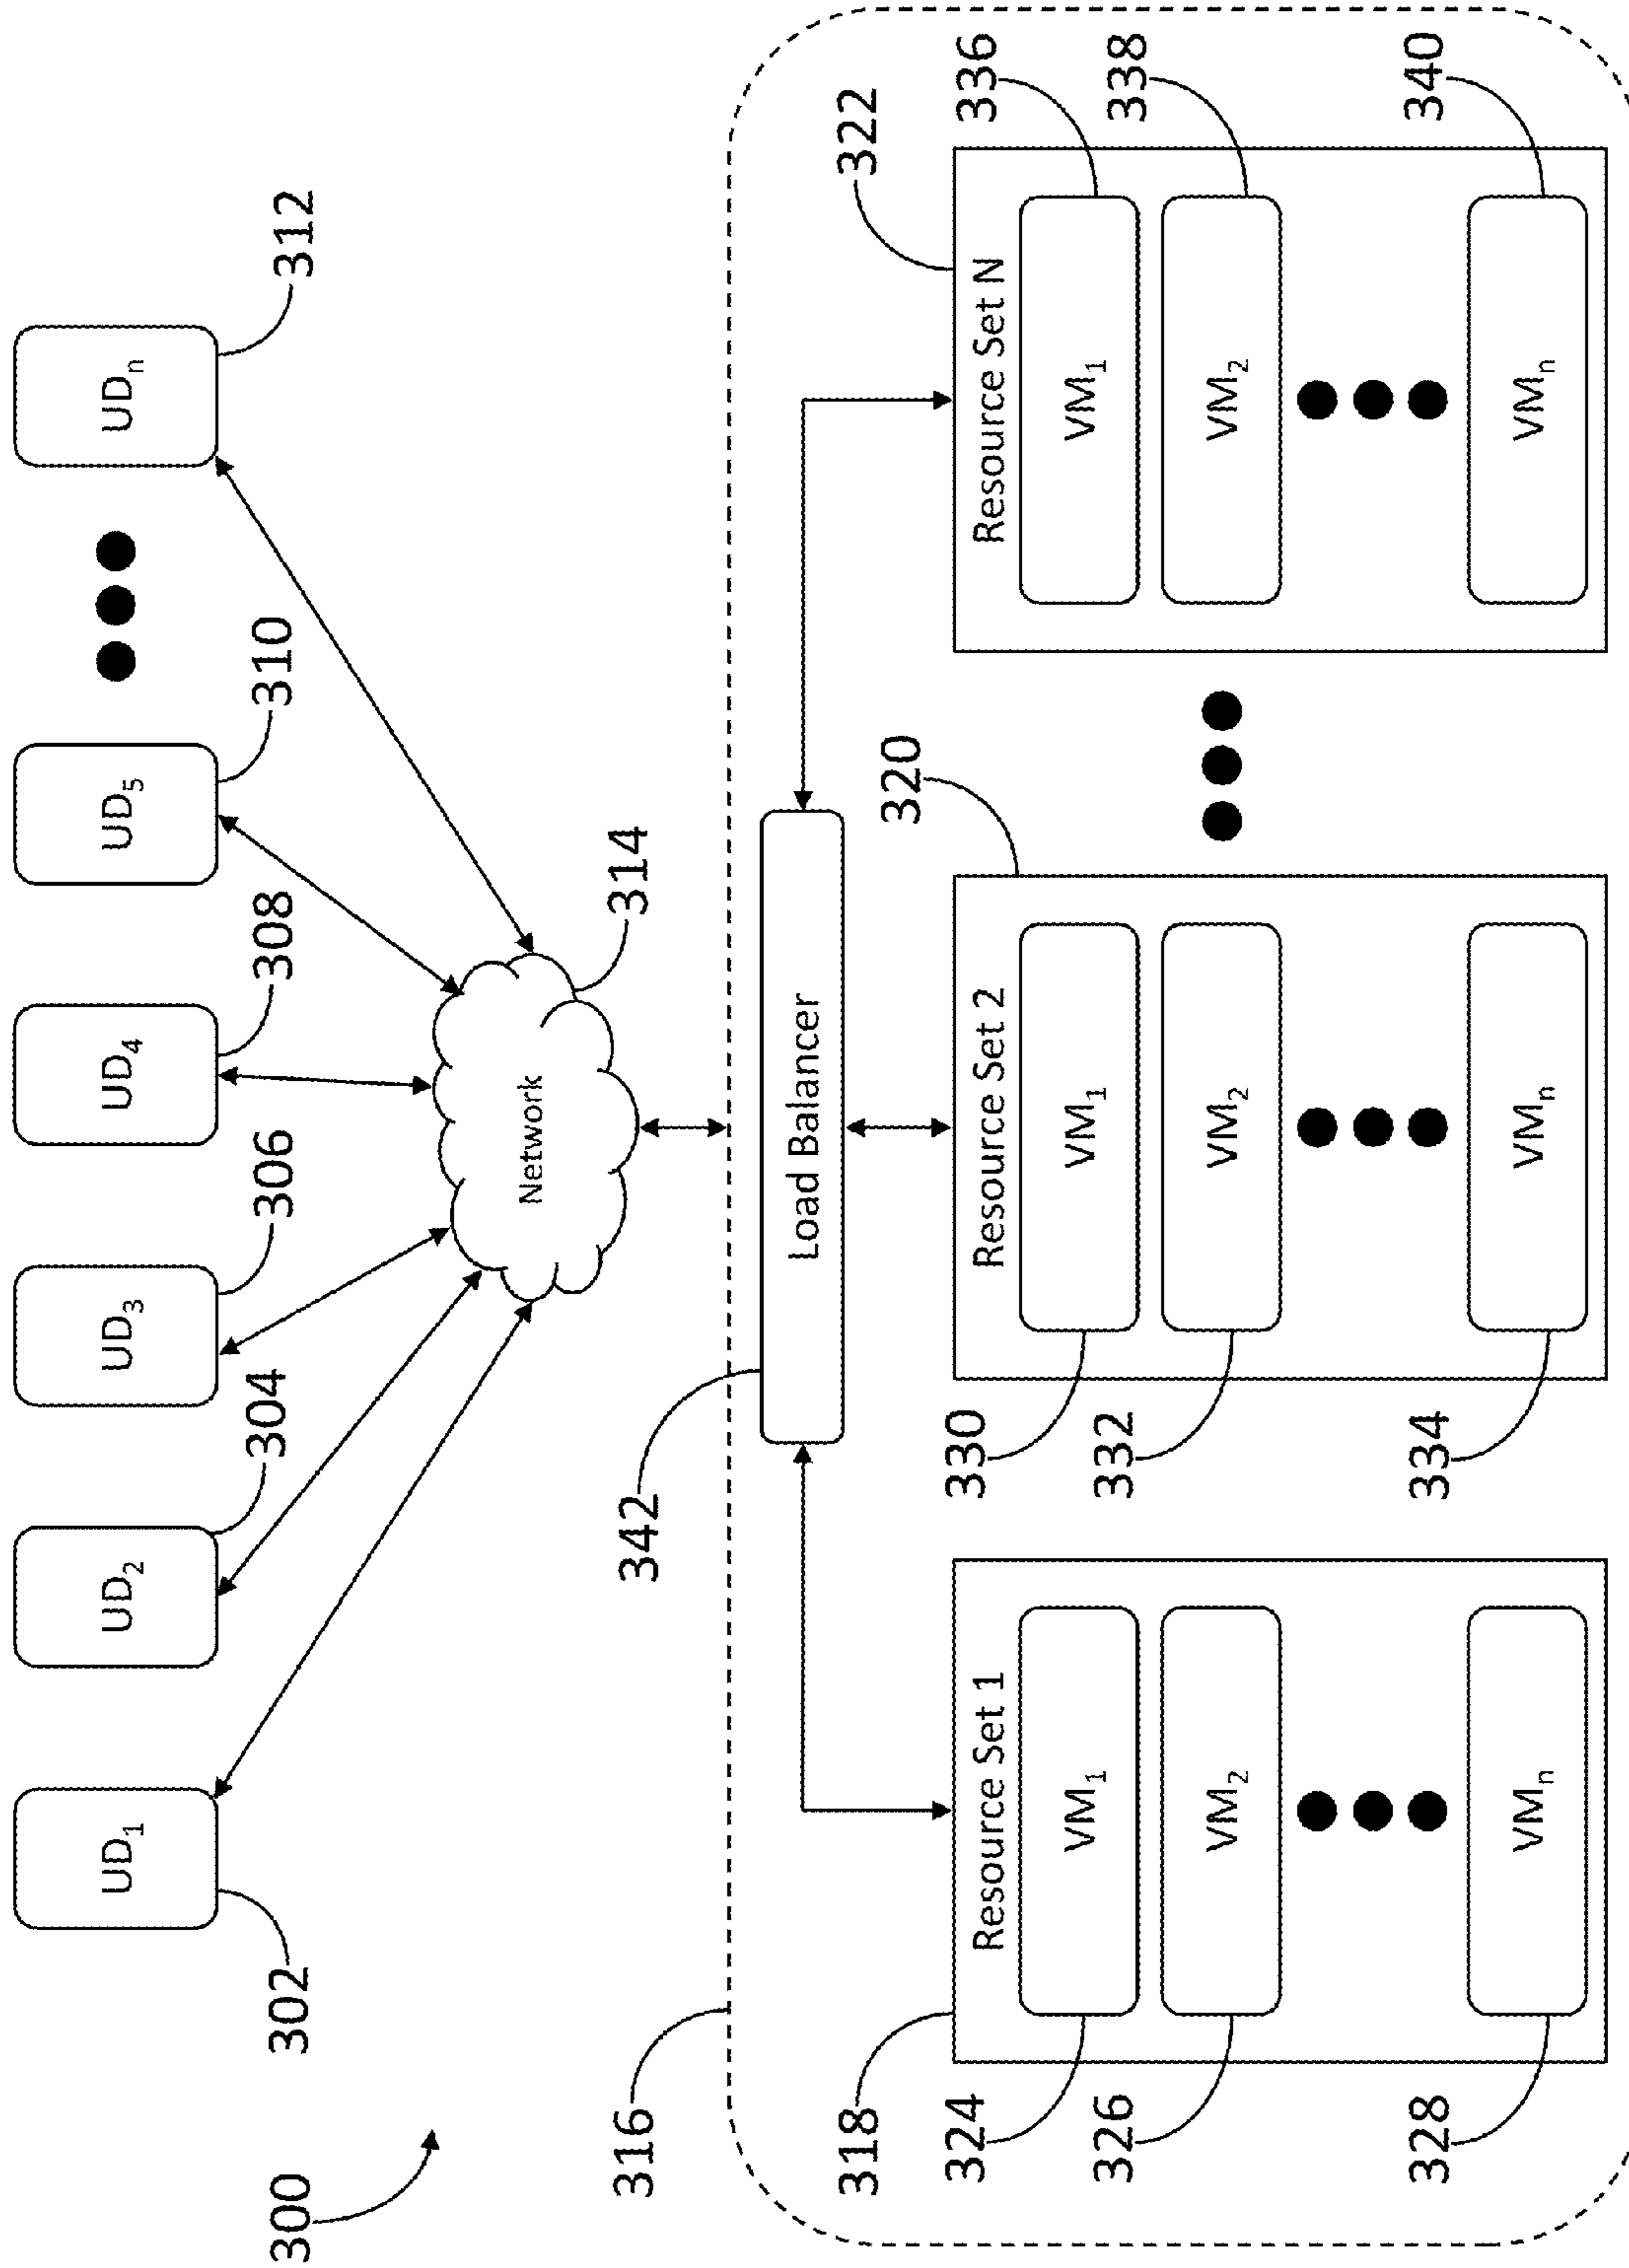 300
302
304
306
308
310
312
UD₁
UD₂
UD₃
UD₄
UD₅
UDₙ
Network
314
316
342
Load Balancer
318
320
322
Resource Set 1
Resource Set 2
Resource Set N
324
VM₁
330
VM₁
VM₁
336
326
VM₂
332
VM₂
VM₂
338
328
VMₙ
334
VMₙ
VMₙ
340